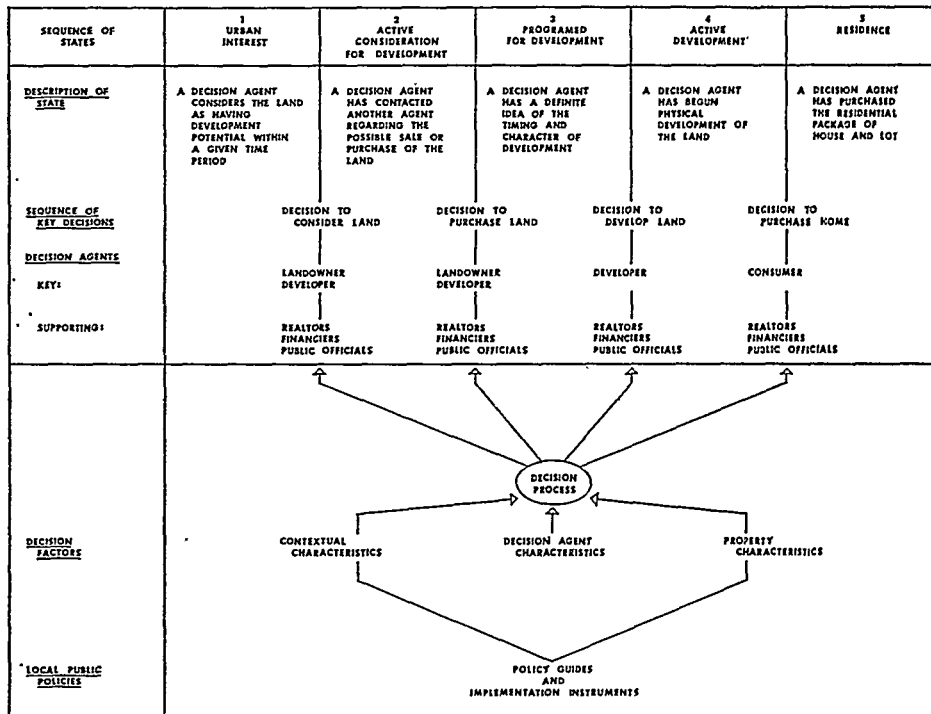 SEQUENCE OF
STATES
1
URBAN
INTEREST
2
ACTIVE
CONSIDERATION
FOR DEVELOPMENT
3
PROGRAMED
FOR DEVELOPMENT
4
ACTIVE
DEVELOPMENT
5
RESIDENCE
DESCRIPTION OF
STATE
A DECISION AGENT
CONSIDERS THE LAND
AS HAVING
DEVELOPMENT
POTENTIAL WITHIN
A GIVEN TIME
PERIOD
A DECISION AGENT
HAS CONTACTED
ANOTHER AGENT
REGARDING THE
POSSIBLE SALE OR
PURCHASE OF THE
LAND
A DECISION AGENT
HAS A DEFINITE
IDEA OF THE
TIMING AND
CHARACTER OF
DEVELOPMENT
A DECISON AGENT
HAS BEGUN
PHYSICAL
DEVELOPMENT OF
THE LAND
A DECISION AGENT
HAS PURCHASED
THE RESIDENTIAL
PACKAGE OF
HOUSE AND LOT
SEQUENCE OF
KEY DECISIONS
DECISION TO
CONSIDER LAND
DECISION TO
PURCHASE LAND
DECISION TO
DEVELOP LAND
DECISION TO
PURCHASE HOME
DECISION AGENTS
KEY:
LANDOWNER
DEVELOPER
LANDOWNER
DEVELOPER
DEVELOPER
CONSUMER
SUPPORTING:
REALTORS
FINANCIERS
PUBLIC OFFICIALS
REALTORS
FINANCIERS
PUBLIC OFFICIALS
REALTORS
FINANCIERS
PUBLIC OFFICIALS
REALTORS
FINANCIERS
PUBLIC OFFICIALS
DECISION
PROCESS
DECISION
FACTORS
CONTEXTUAL
CHARACTERISTICS
DECISION AGENT
CHARACTERISTICS
PROPERTY
CHARACTERISTICS
LOCAL PUBLIC
POLICIES
POLICY GUIDES
AND
IMPLEMENTATION INSTRUMENTS